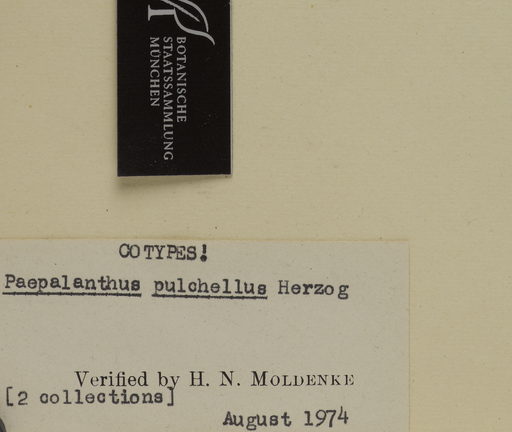 BOTANISCHE
STAATSSAMMLUNG
MÜNCHEN
COTYPES!
Paepalanthus pulchellus Herzog
Verified by H. N. MOLDENKE
[2 collections]
August 1974